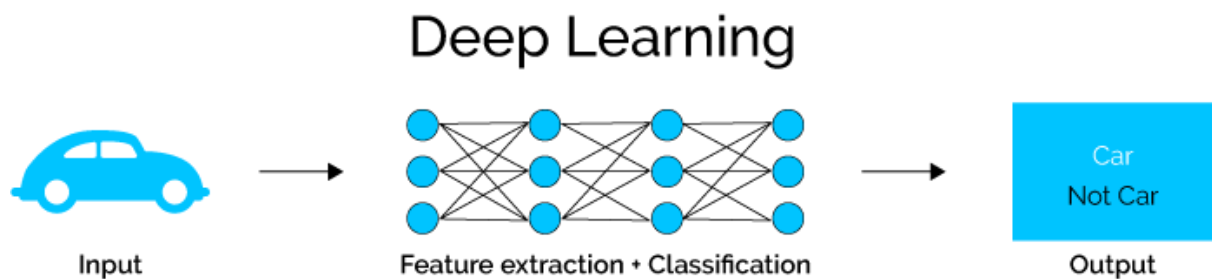 Deep Learning
Car
Not Car
Input
Feature extraction + Classification
Output